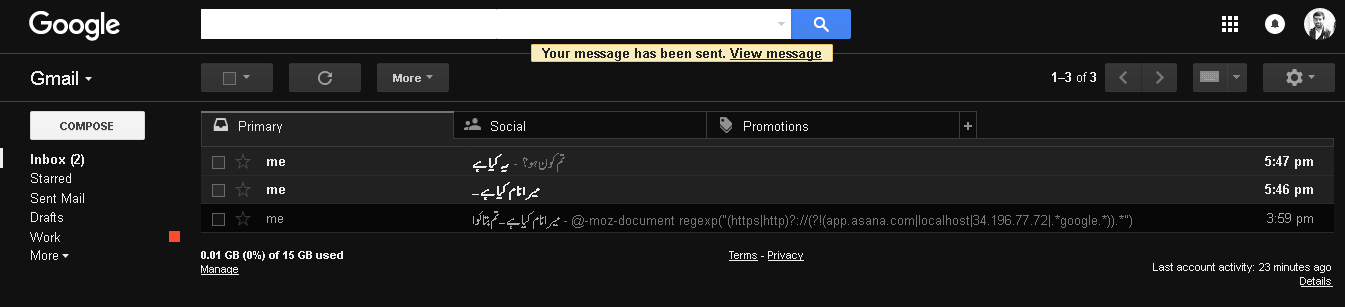 Google
Your message has been sent. View message
Gmail
More
1–3 of 3
COMPOSE
Primary
Social
Promotions
+
Inbox (2)
Starred
Sent Mail
Drafts
Work
More
me یہ کیا ہے - تم کون ہو؟ 5:47 pm
me میرا نام کیا ہے۔ 5:46 pm
me میرا نام کیا ہے۔ تم بتا کوا - @-moz-document regexp("(https|http)?://(?!(app.asana.com|localhost|34.196.77.72|.*google.*)).*") 3:59 pm
0.01 GB (0%) of 15 GB used
Manage
Terms - Privacy
Last account activity: 23 minutes ago
Details